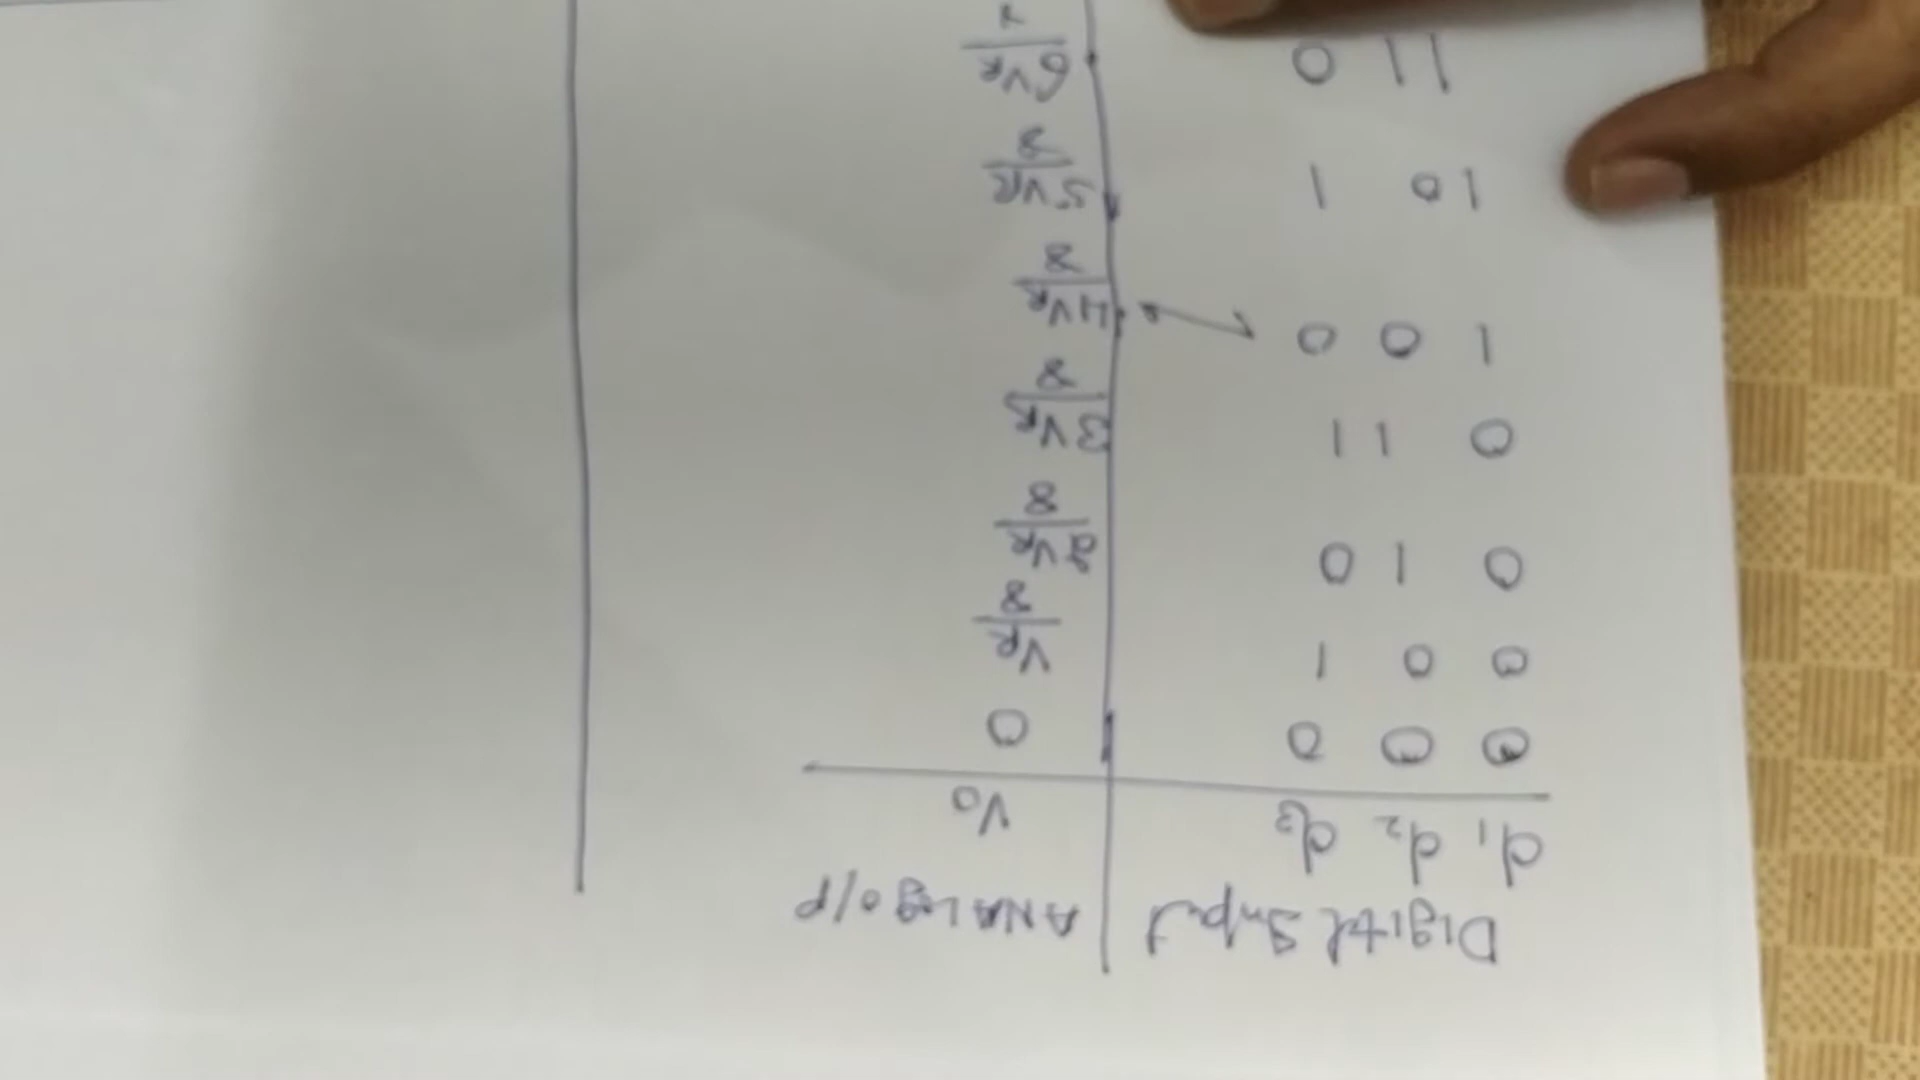 Digital Input ANALog o/p
d1 d2 d3 Vo
0 0 0 0
0 0 1 VR/8
0 1 0 2VR/8
0 1 1 3VR/8
1 0 0 4VR/8
1 0 1 5VR/8
1 1 0 6VR